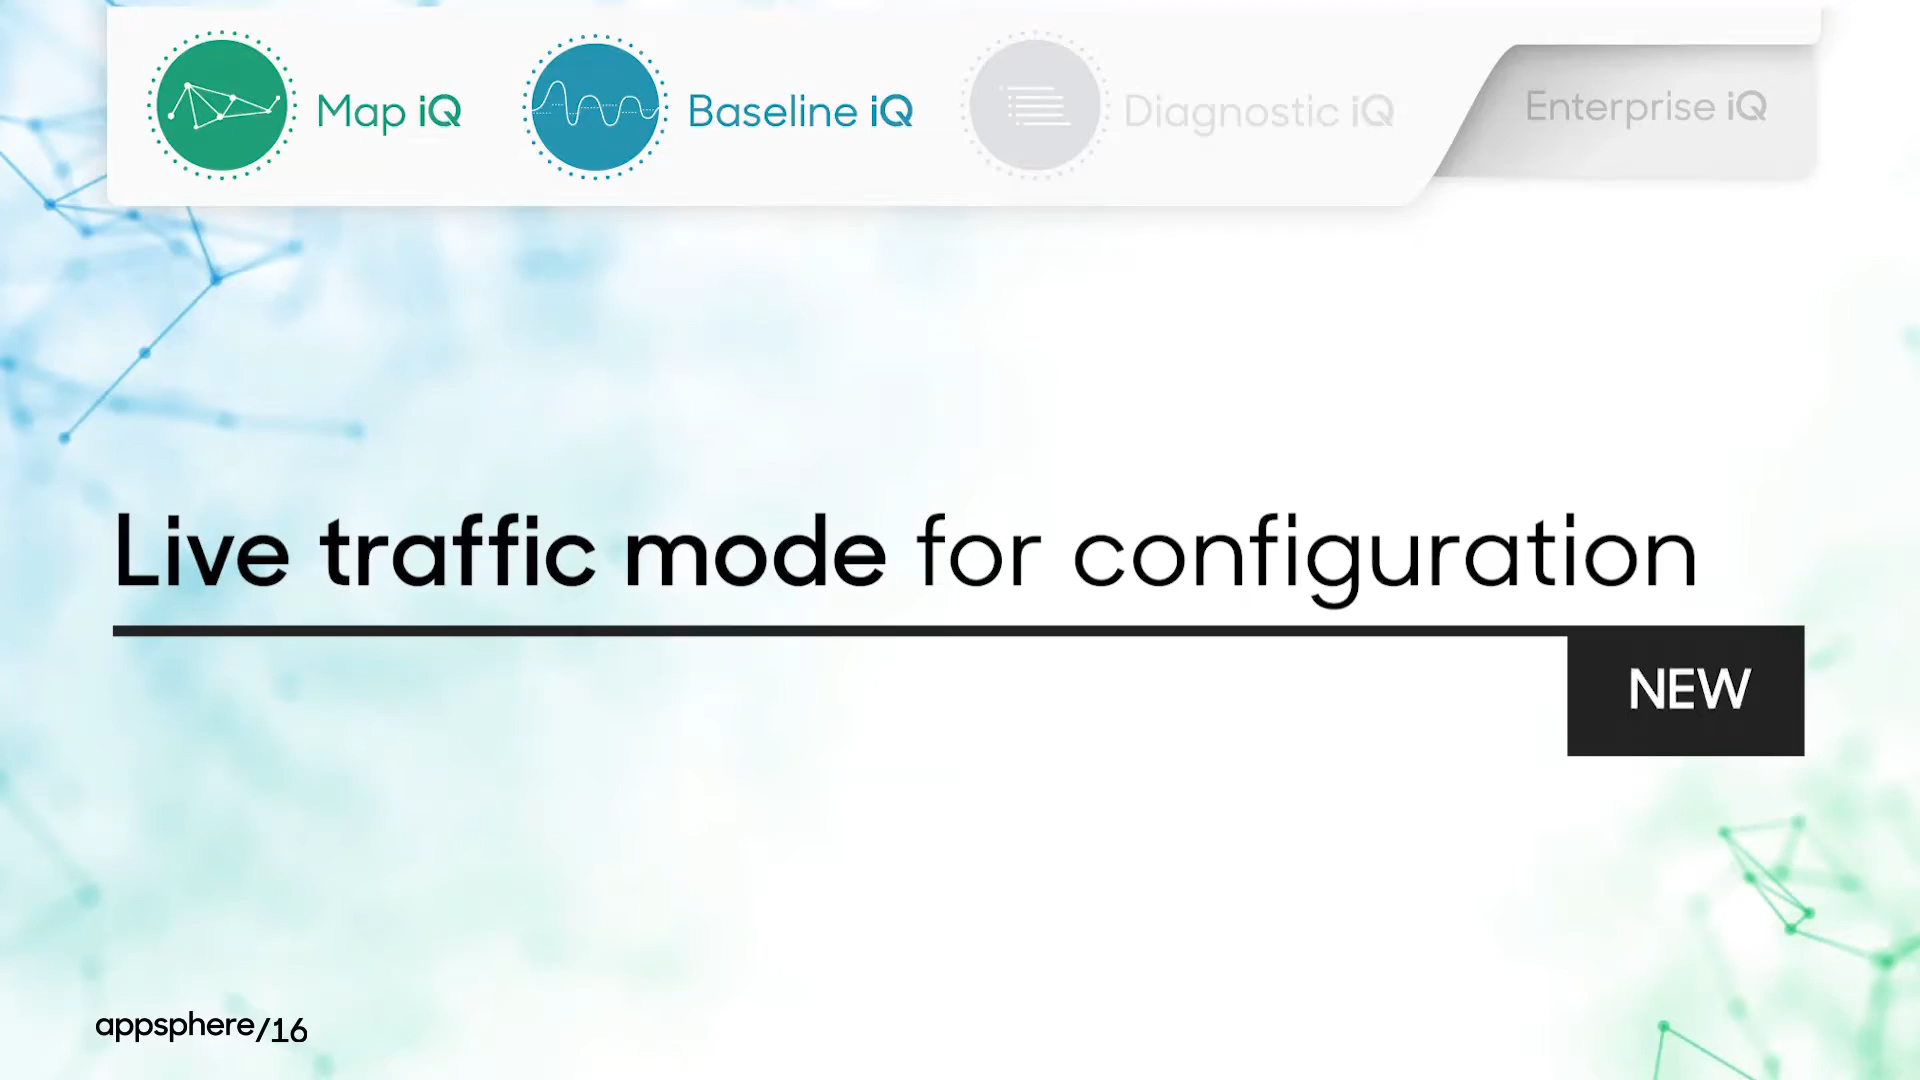 Map iQ
Baseline iQ
Diagnostic iQ
Enterprise iQ
Live traffic mode for configuration
NEW
appsphere/16